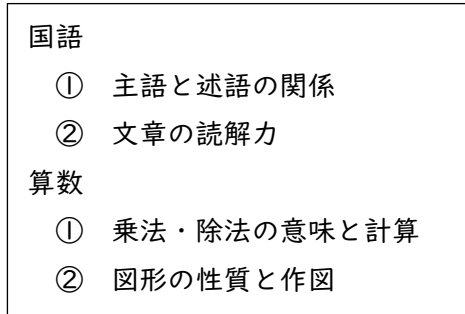 国語
① 主語と述語の関係
② 文章の読解力
算数
① 乗法・除法の意味と計算
② 図形の性質と作図